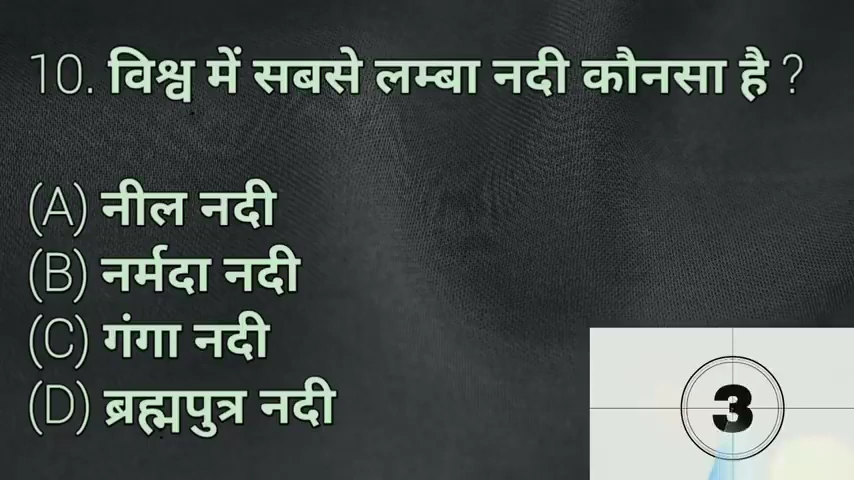 10. विश्व में सबसे लम्बा नदी कौनसा है ?
(A) नील नदी
(B) नर्मदा नदी
(C) गंगा नदी
(D) ब्रह्मपुत्र नदी
3